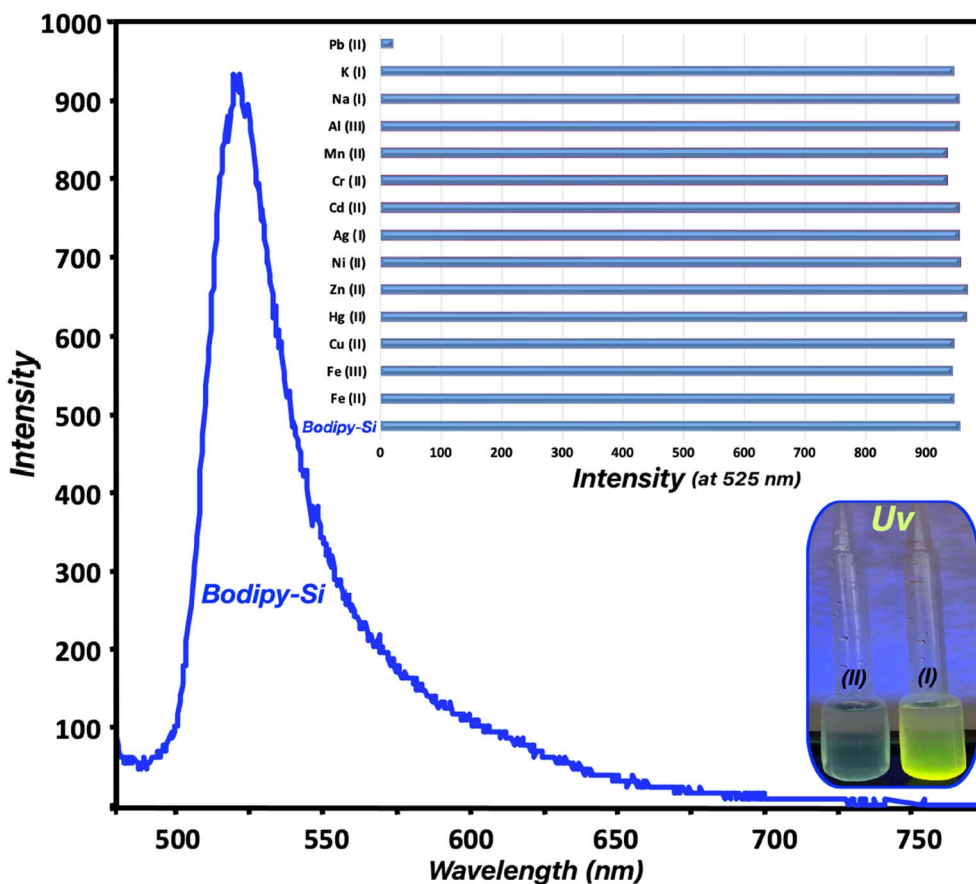 1000
900
800
700
600
500
400
300
200
100
Intensity
Pb (II)
K (I)
Na (I)
Al (III)
Mn (II)
Cr (II)
Cd (II)
Ag (I)
Ni (II)
Zn (II)
Hg (II)
Cu (II)
Fe (III)
Fe (II)
Bodipy-Si
0 100 200 300 400 500 600 700 800 900
Intensity (at 525 nm)
Bodipy-Si
Uv
(II) (I)
500 550 600 650 700 750
Wavelength (nm)